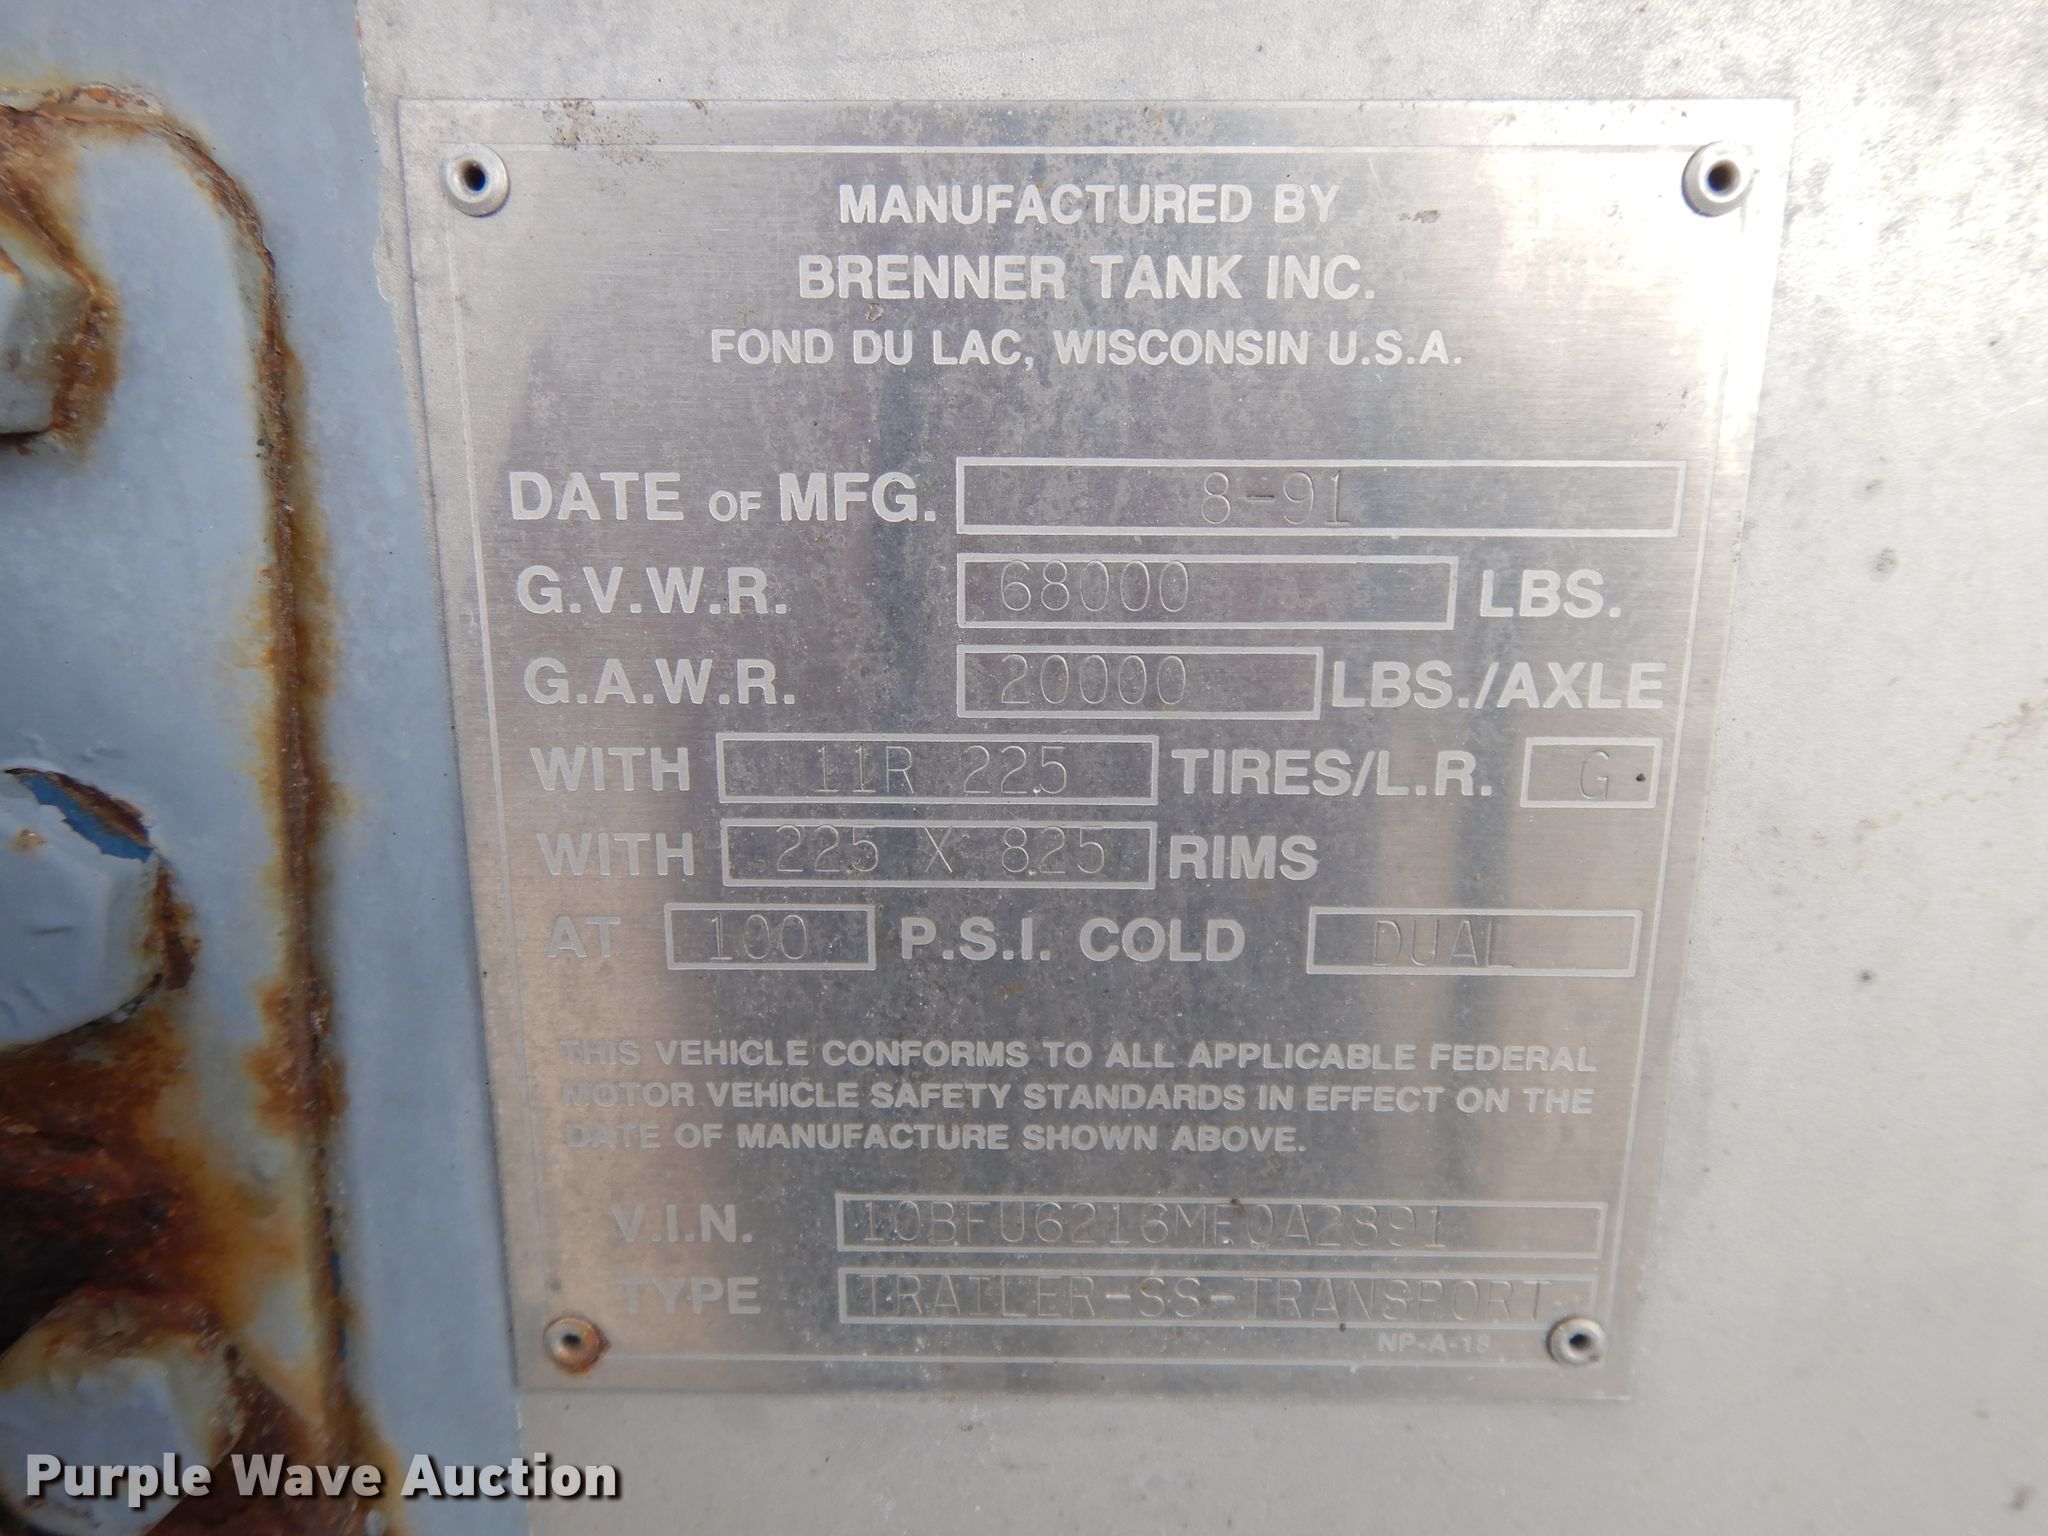 MANUFACTURED BY
BRENNER TANK INC.
FOND DU LAC, WISCONSIN U.S.A.
DATE OF MFG. 8-91
G.V.W.R. 68000 LBS.
G.A.W.R. 20000 LBS./AXLE
WITH 11R 225 TIRES/L.R. G
WITH 225 X 825 RIMS
AT 100 P.S.I. COLD DUAL
THIS VEHICLE CONFORMS TO ALL APPLICABLE FEDERAL
MOTOR VEHICLE SAFETY STANDARDS IN EFFECT ON THE
DATE OF MANUFACTURE SHOWN ABOVE.
V.I.N.
TYPE TRAILER-SS-TRANSPORT
NP-A-18
Purple Wave Auction